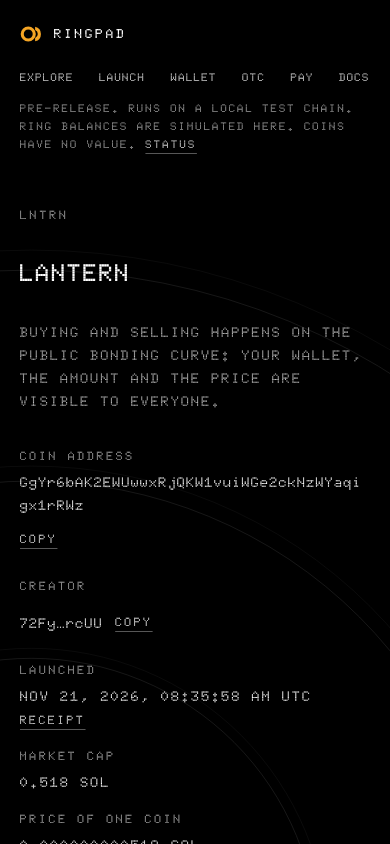 RINGPAD
EXPLORE LAUNCH WALLET OTC PAY DOCS
PRE-RELEASE. RUNS ON A LOCAL TEST CHAIN.
RING BALANCES ARE SIMULATED HERE. COINS
HAVE NO VALUE. STATUS
LNTRN
LANTERN
BUYING AND SELLING HAPPENS ON THE
PUBLIC BONDING CURVE: YOUR WALLET,
THE AMOUNT AND THE PRICE ARE
VISIBLE TO EVERYONE.
COIN ADDRESS
GgYr6bAK2EWUwwxRjQKW1vuiWGe2ckNzWYaqi
gx1rRWz
COPY
CREATOR
72Fy…rcUU COPY
LAUNCHED
NOV 21, 2026, 08:35:58 AM UTC
RECEIPT
MARKET CAP
0.518 SOL
PRICE OF ONE COIN